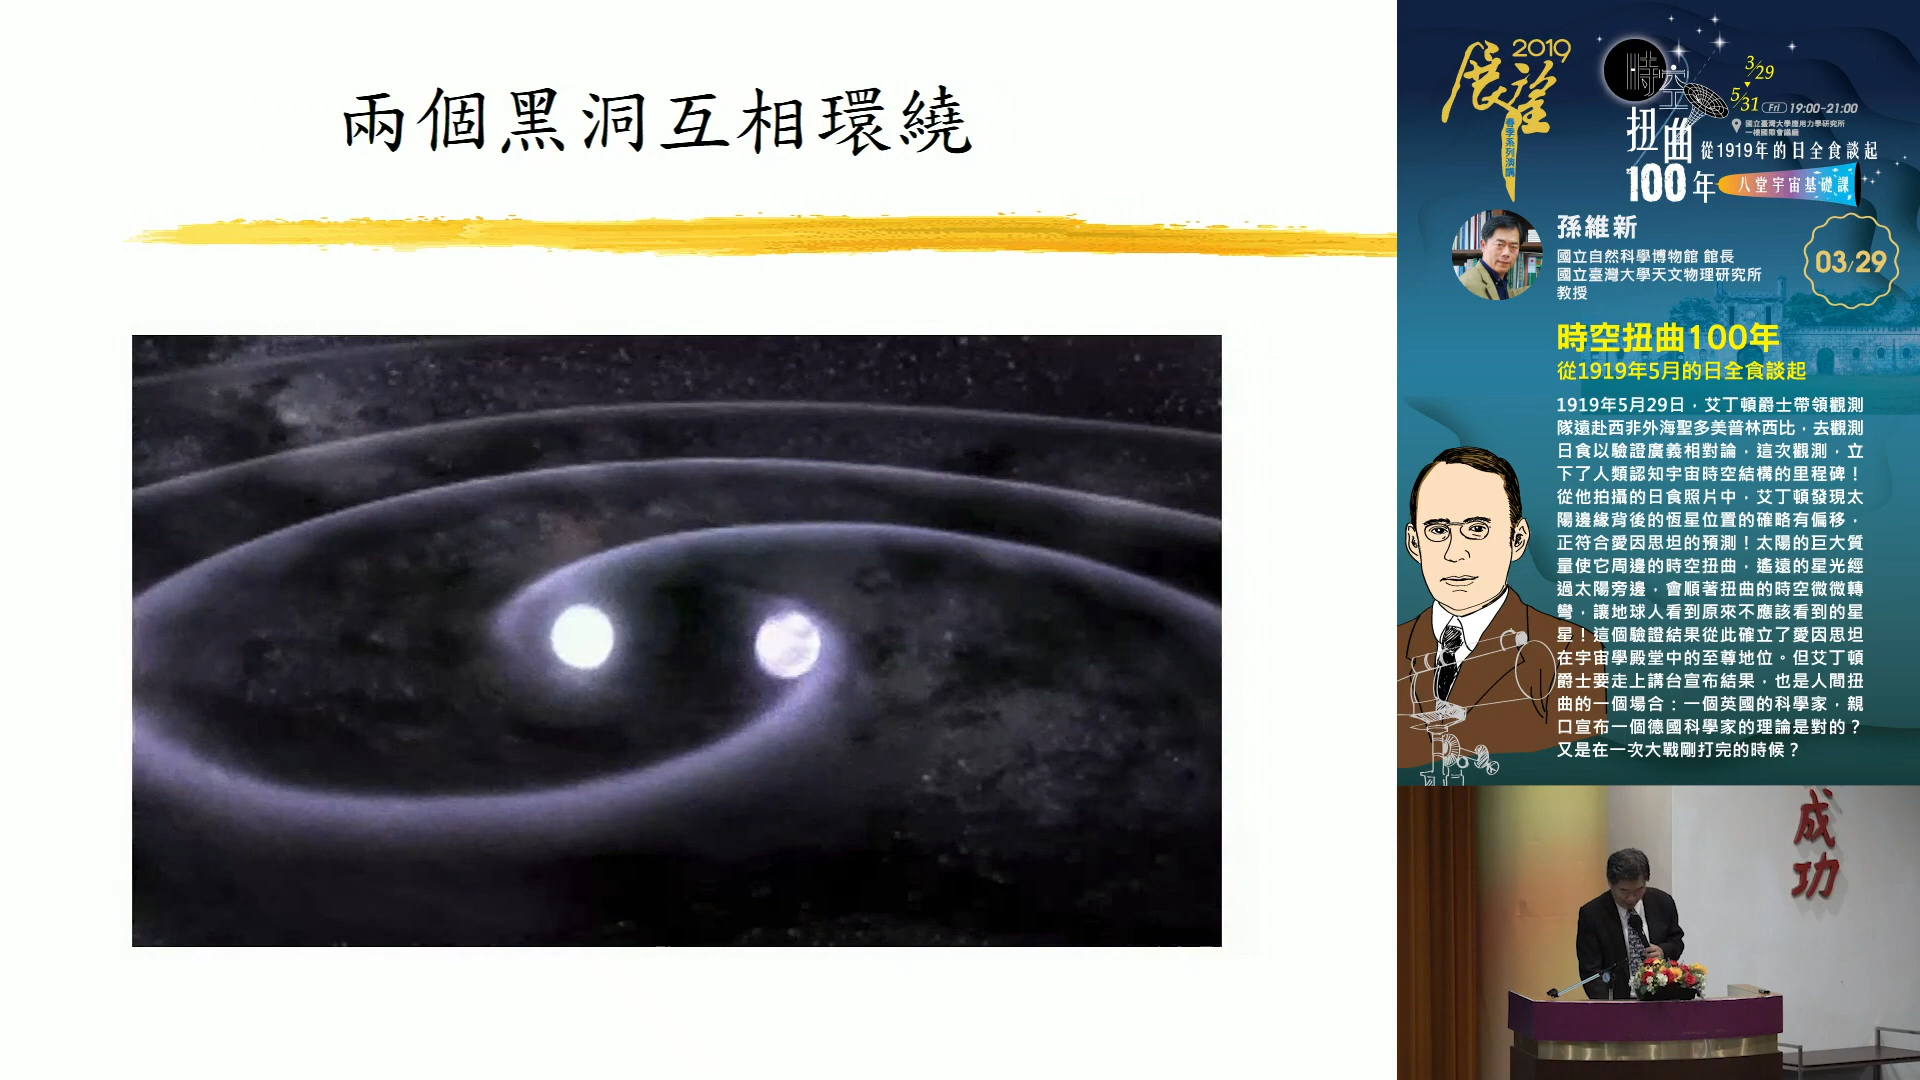 兩個黑洞互相環繞
2019
展望
春季系列演講
時空
扭曲
100年
3/29
5/31 Fri 19:00-21:00
國立臺灣大學應用力學研究所
一樓國際會議廳
從1919年的日全食談起
八堂宇宙基礎課
孫維新
國立自然科學博物館 館長
國立臺灣大學天文物理研究所
教授
03/29
時空扭曲100年
從1919年5月的日全食談起
1919年5月29日，艾丁頓爵士帶領觀測
隊遠赴西非外海聖多美普林西比，去觀測
日食以驗證廣義相對論，這次觀測，立
下了人類認知宇宙時空結構的里程碑！
從他拍攝的日食照片中，艾丁頓發現太
陽邊緣背後的恆星位置的確略有偏移，
正符合愛因思坦的預測！太陽的巨大質
量使它周邊的時空扭曲，遙遠的星光經
過太陽旁邊，會順著扭曲的時空微微轉
彎，讓地球人看到原來不應該看到的星
星！這個驗證結果從此確立了愛因思坦
在宇宙學殿堂中的至尊地位。但艾丁頓
爵士要走上講台宣布結果，也是人間扭
曲的一個場合：一個英國的科學家，親
口宣布一個德國科學家的理論是對的？
又是在一次大戰剛打完的時候？
成
功